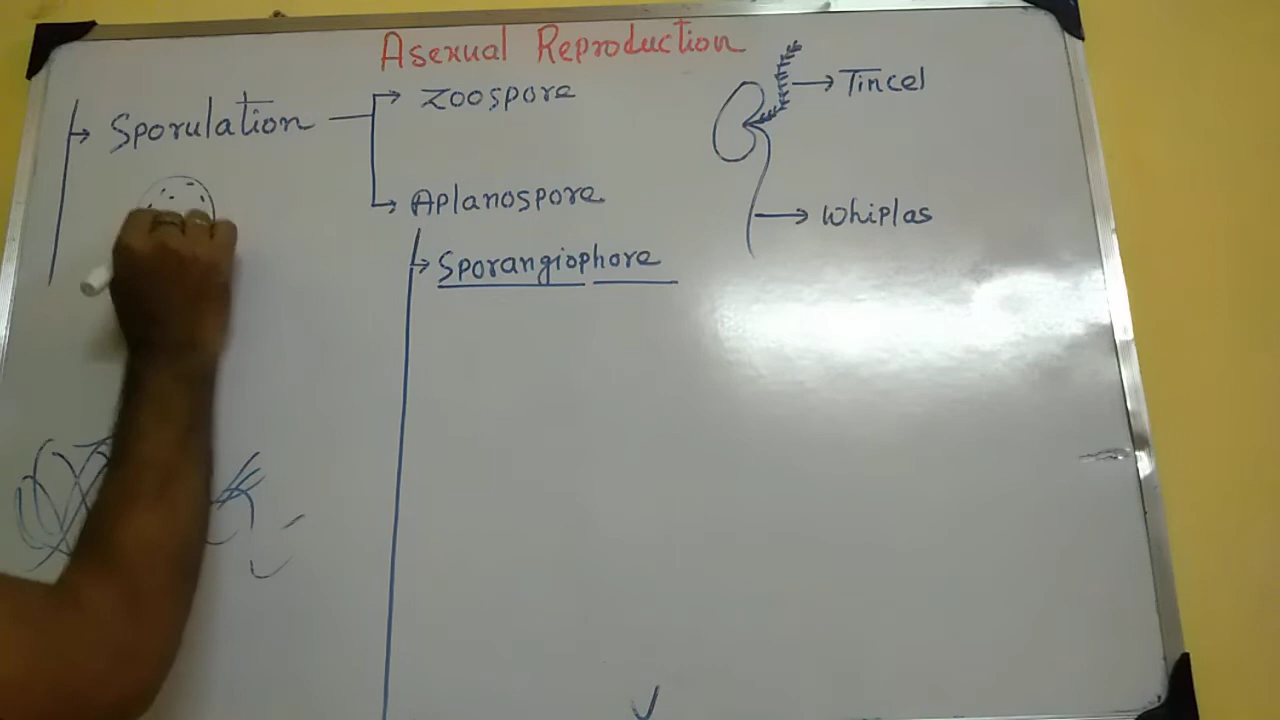 Asexual Reproduction
Sporulation
Zoospore
Aplanospore
Sporangiophore
Tincel
Whiplas